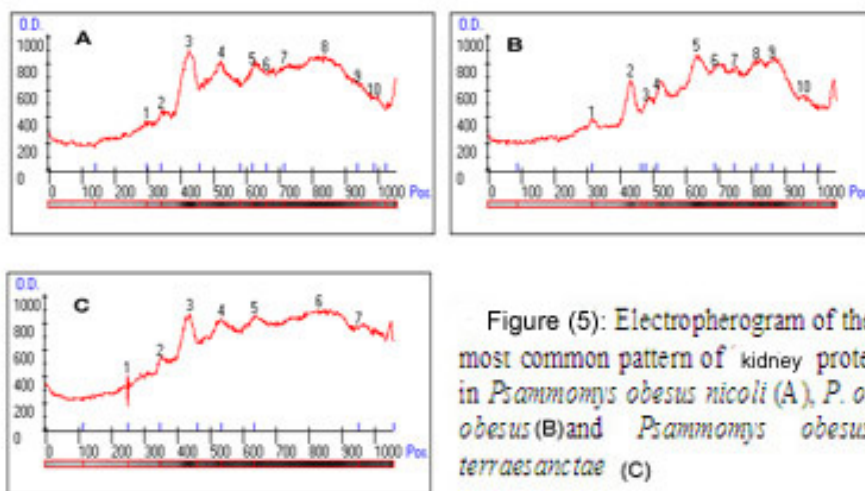 O.D.
A
1000
800
600
400
200
0
1 2 3 4 5 6 7 8 9 10
0 100 200 300 400 500 600 700 800 900 1000 Pos.
O.D.
B
1000
800
600
400
200
0
1 2 3 4 5 6 7 8 9 10
0 100 200 300 400 500 600 700 800 900 1000 Pos
O.D.
C
1000
800
600
400
200
0
1 2 3 4 5 6 7
0 100 200 300 400 500 600 700 800 900 1000 Pos.
Figure (5): Electropherogram of the
most common pattern of kidney prote
in Psammomys obesus nicoli (A), P. o
obesus (B) and Psammomys obesus
terraesanctae (C)